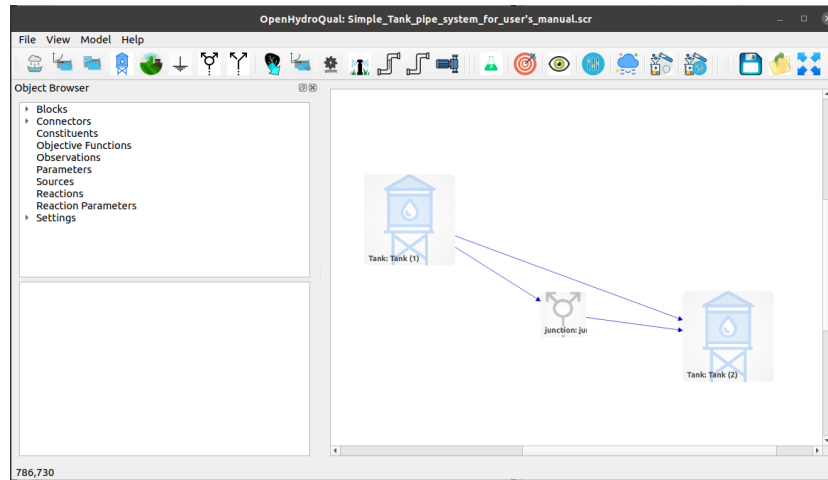 OpenHydroQual: Simple_Tank_pipe_system_for_user's_manual.scr
File View Model Help
Object Browser
Blocks
Connectors
Constituents
Objective Functions
Observations
Parameters
Sources
Reactions
Reaction Parameters
Settings
Tank: Tank (1)
junction: ju
Tank: Tank (2)
786,730